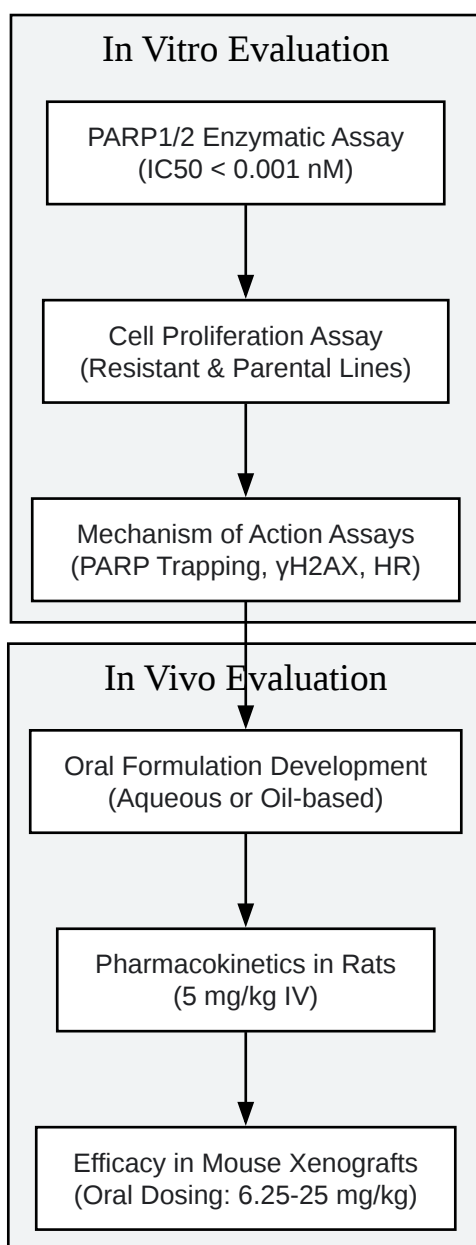 In Vitro Evaluation
PARP1/2 Enzymatic Assay
(IC50 < 0.001 nM)
Cell Proliferation Assay
(Resistant & Parental Lines)
Mechanism of Action Assays
(PARP Trapping, γH2AX, HR)
In Vivo Evaluation
Oral Formulation Development
(Aqueous or Oil-based)
Pharmacokinetics in Rats
(5 mg/kg IV)
Efficacy in Mouse Xenografts
(Oral Dosing: 6.25-25 mg/kg)